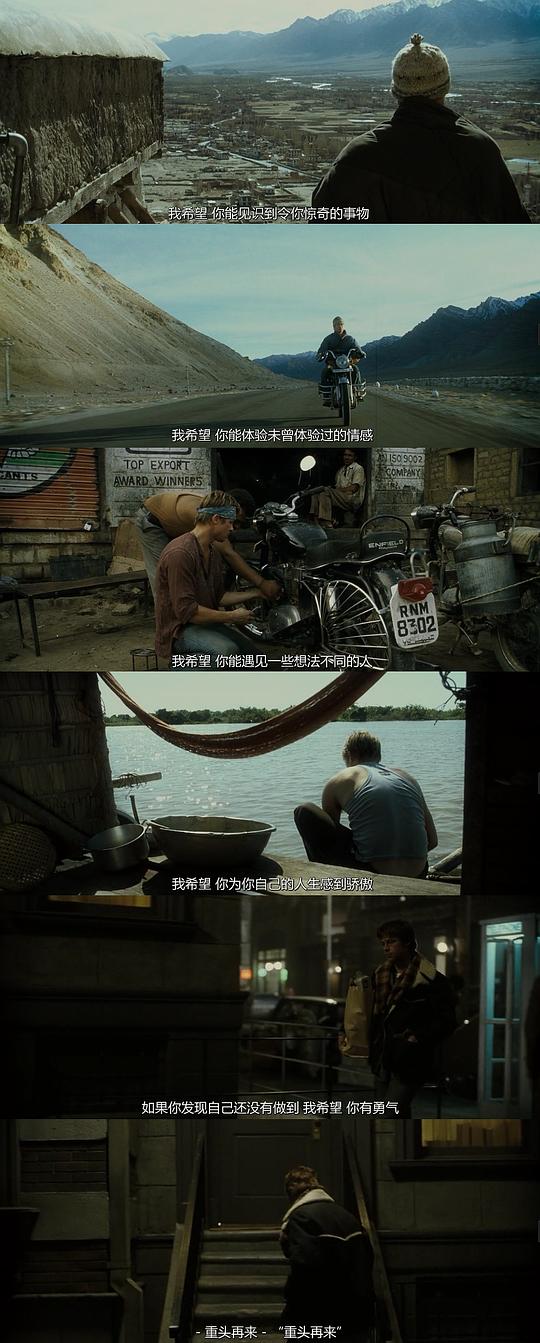 我希望 你能见识到令你惊奇的事物
我希望 你能体验未曾体验过的情感
TOP EXPORT
AWARD WINNERS
AN ISO 9002
COMPANY
ENFIELD
RNM
8302
我希望 你能遇见一些想法不同的人
我希望 你为你自己的人生感到骄傲
如果你发现自己还没有做到 我希望 你有勇气
- 重头再来 - “重头再来”